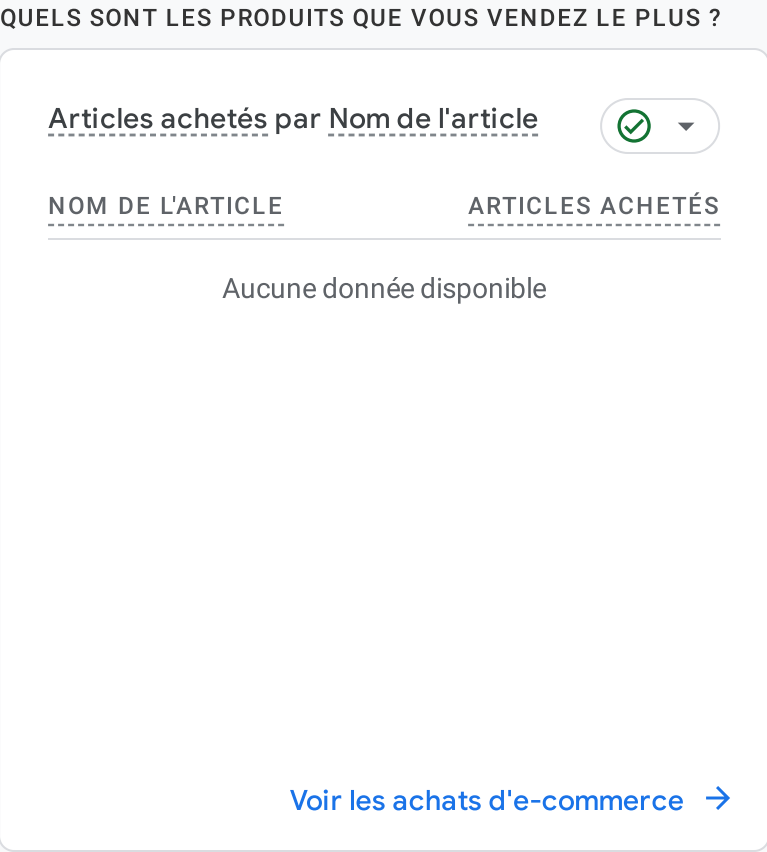 QUELS SONT LES PRODUITS QUE VOUS VENDEZ LE PLUS ?
Articles achetés par Nom de l'article
NOM DE L'ARTICLE ARTICLES ACHETÉS
Aucune donnée disponible
Voir les achats d'e-commerce